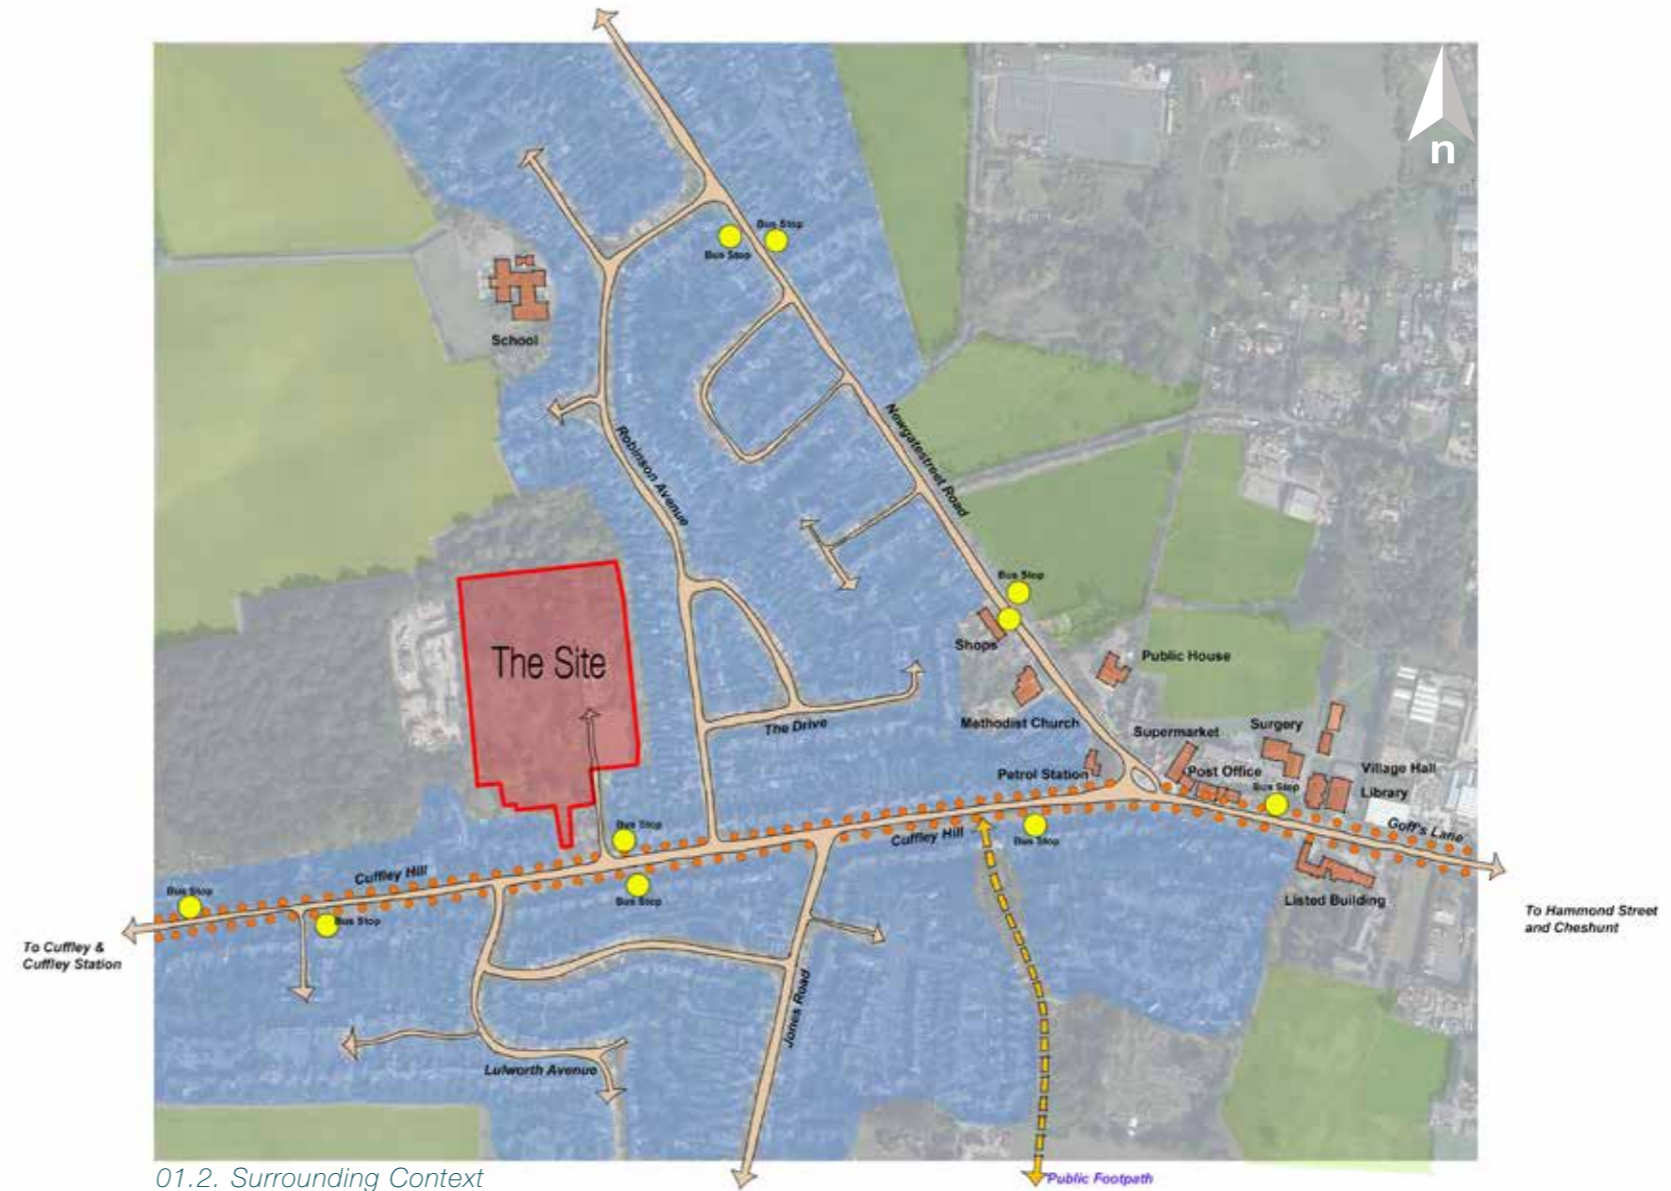 n
Bus Stop
Bus Stop
School
Newgatestreet Road
Robinson Avenue
Bus Stop
Shops
Public House
The Site
Methodist Church
The Drive
Supermarket
Surgery
Petrol Station
Post Office
Village Hall
Bus Stop
Library
Bus Stop
Cuffley Hill
Bus Stop
Goff's Lane
Cuffley Hill
Bus Stop
Bus Stop
Listed Building
Bus Stop
To Hammond Street
and Cheshunt
To Cuffley &
Cuffley Station
Jones Road
Lulworth Avenue
01.2. Surrounding Context
Public Footpath